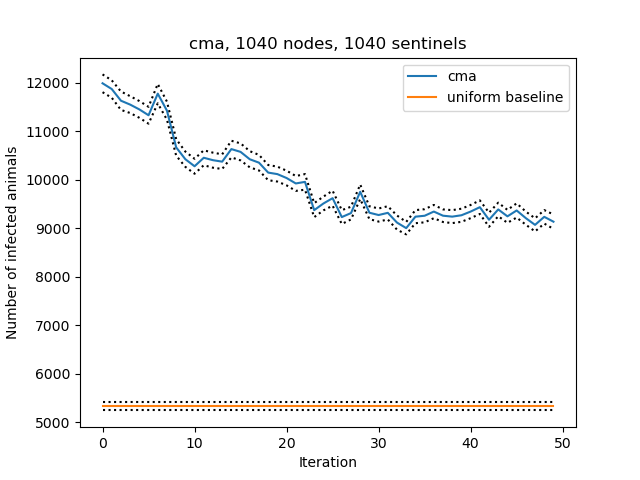 cma, 1040 nodes, 1040 sentinels
cma
uniform baseline
Number of infected animals
12000
11000
10000
9000
8000
7000
6000
5000
0
10
20
30
40
50
Iteration